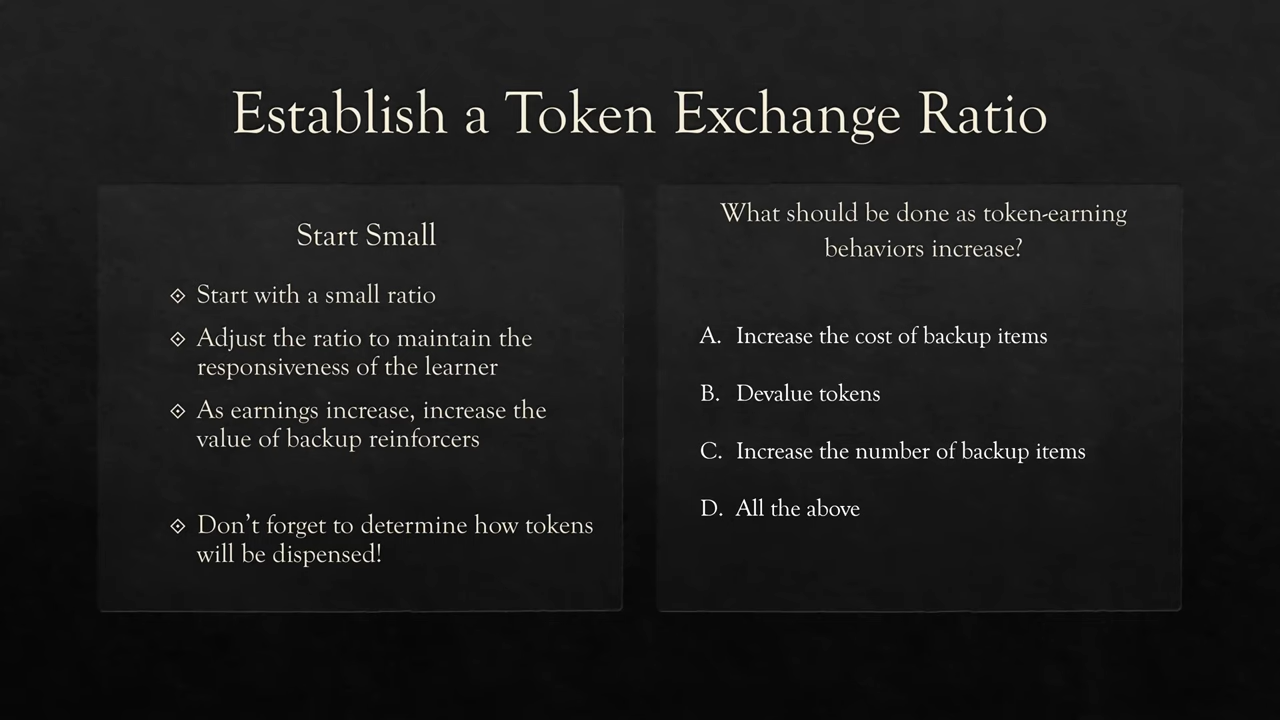 Establish a Token Exchange Ratio
Start Small
Start with a small ratio
Adjust the ratio to maintain the
responsiveness of the learner
As earnings increase, increase the
value of backup reinforcers
Don't forget to determine how tokens
will be dispensed!
What should be done as token-earning
behaviors increase?
A. Increase the cost of backup items
B. Devalue tokens
C. Increase the number of backup items
D. All the above